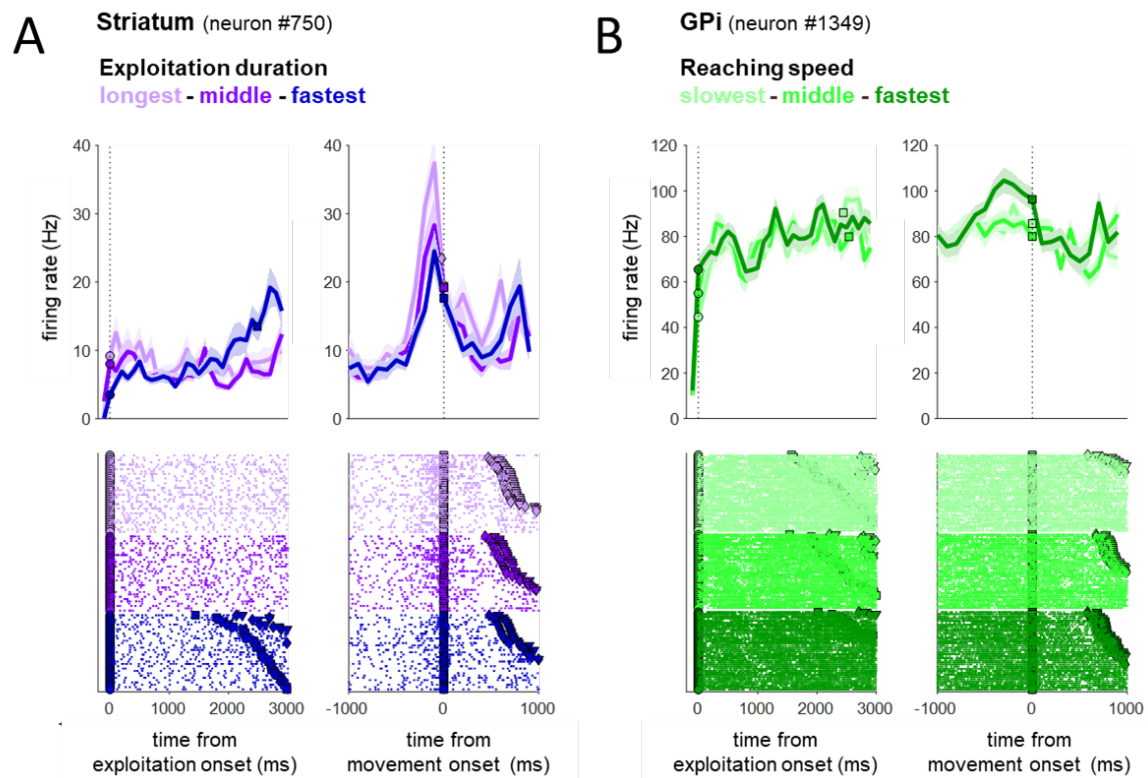 A
Striatum (neuron #750)
Exploitation duration
longest - middle - fastest
firing rate (Hz)
40
30
20
10
0
40
30
20
10
0
0 1000 2000 3000
-1000 0 1000
time from
exploitation onset (ms)
time from
movement onset (ms)
B
GPi (neuron #1349)
Reaching speed
slowest - middle - fastest
firing rate (Hz)
120
100
80
60
40
20
0
120
100
80
60
40
20
0
0 1000 2000 3000
-1000 0 1000
time from
exploitation onset (ms)
time from
movement onset (ms)